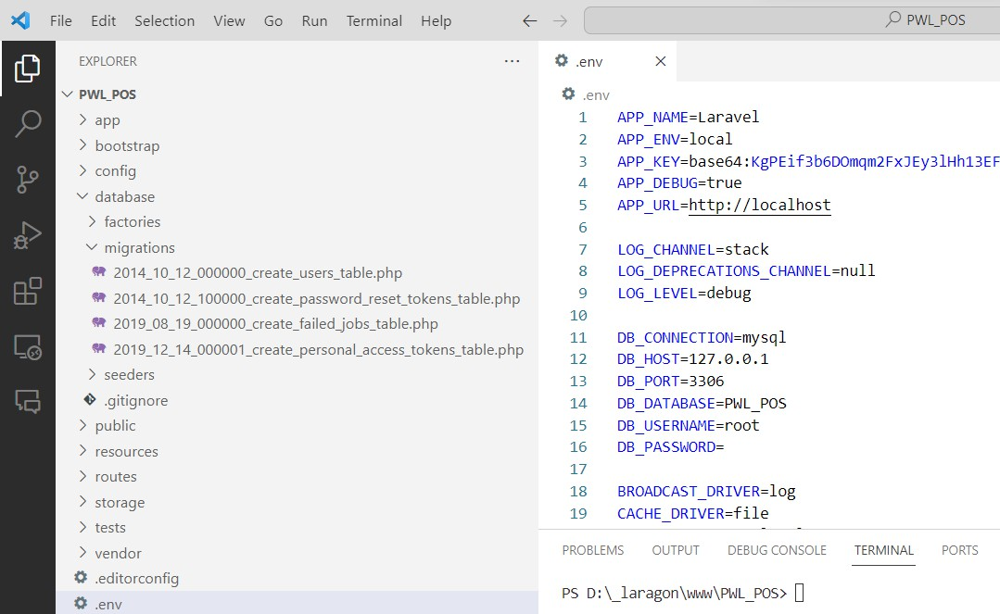 File Edit Selection View Go Run Terminal Help PWL_POS
EXPLORER
PWL_POS
app
bootstrap
config
database
factories
migrations
2014_10_12_000000_create_users_table.php
2014_10_12_100000_create_password_reset_tokens_table.php
2019_08_19_000000_create_failed_jobs_table.php
2019_12_14_000001_create_personal_access_tokens_table.php
seeders
.gitignore
public
resources
routes
storage
tests
vendor
.editorconfig
.env
.env
.env
1 APP_NAME=Laravel
2 APP_ENV=local
3 APP_KEY=base64:KgPEif3b6DOmqm2FxJEy3lHh13EF
4 APP_DEBUG=true
5 APP_URL=http://localhost
6
7 LOG_CHANNEL=stack
8 LOG_DEPRECATIONS_CHANNEL=null
9 LOG_LEVEL=debug
10
11 DB_CONNECTION=mysql
12 DB_HOST=127.0.0.1
13 DB_PORT=3306
14 DB_DATABASE=PWL_POS
15 DB_USERNAME=root
16 DB_PASSWORD=
17
18 BROADCAST_DRIVER=log
19 CACHE_DRIVER=file
PROBLEMS OUTPUT DEBUG CONSOLE TERMINAL PORTS
PS D:\_laragon\www\PWL_POS>